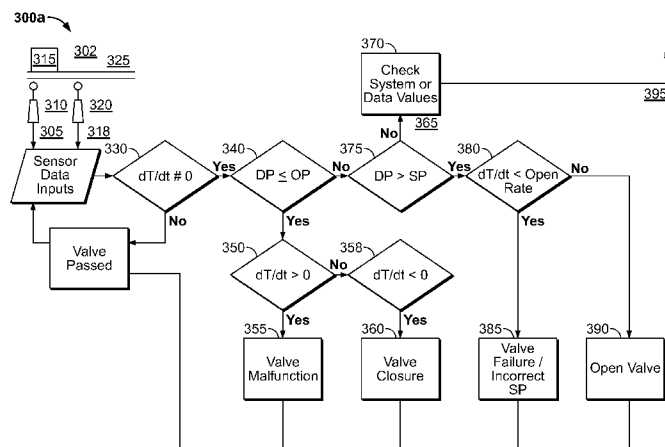 300a
315
302
325
310
320
305
318
Sensor
Data
Inputs
330
dT/dt # 0
Yes
No
Valve
Passed
340
DP ≤ OP
No
Yes
350
dT/dt > 0
No
Yes
355
Valve
Malfunction
358
dT/dt < 0
Yes
360
Valve
Closure
370
Check
System or
Data Values
395
365
No
375
DP > SP
Yes
380
dT/dt < Open
Rate
No
Yes
385
Valve
Failure /
Incorrect
SP
390
Open Valve